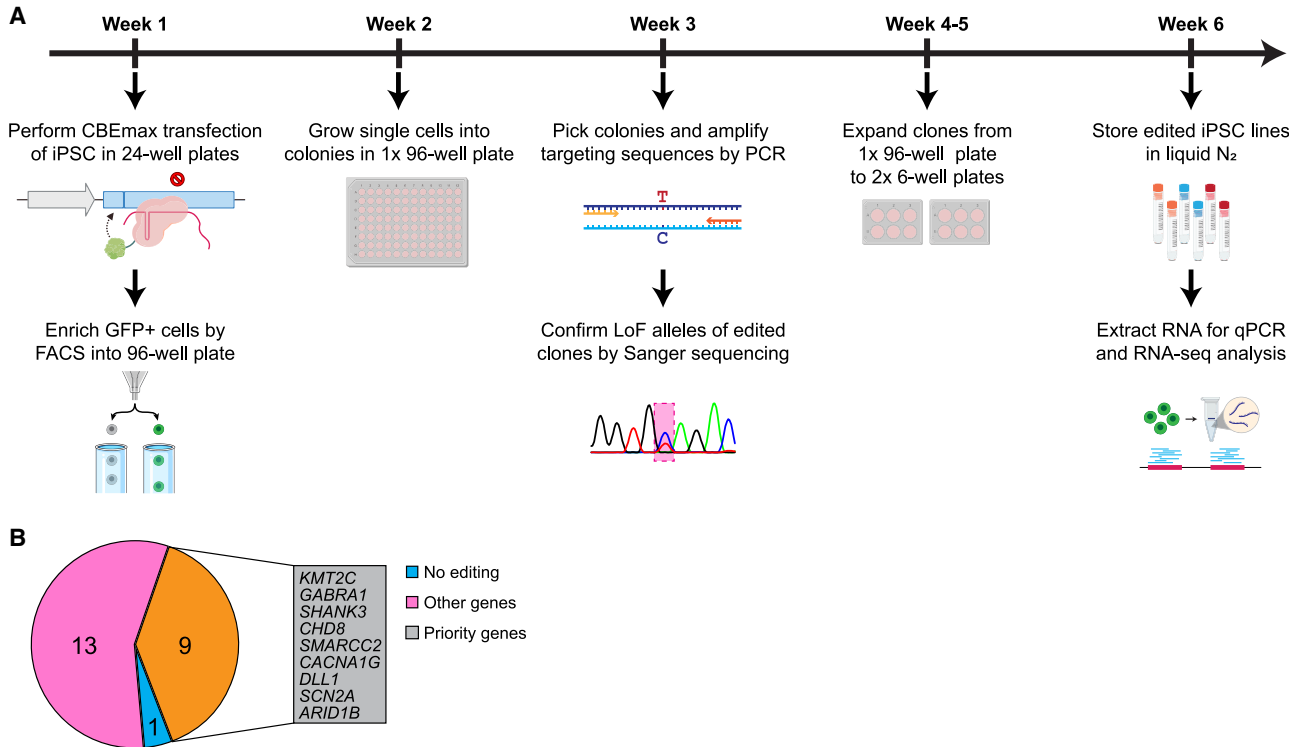 A
Week 1
Week 2
Week 3
Week 4-5
Week 6
Perform CBEmax transfection
of iPSC in 24-well plates
Grow single cells into
colonies in 1x 96-well plate
Pick colonies and amplify
targeting sequences by PCR
Expand clones from
1x 96-well plate
to 2x 6-well plates
Store edited iPSC lines
in liquid N₂
T
C
Enrich GFP+ cells by
FACS into 96-well plate
Confirm LoF alleles of edited
clones by Sanger sequencing
Extract RNA for qPCR
and RNA-seq analysis
B
13
9
1
KMT2C
GABRA1
SHANK3
CHD8
SMARCC2
CACNA1G
DLL1
SCN2A
ARID1B
No editing
Other genes
Priority genes